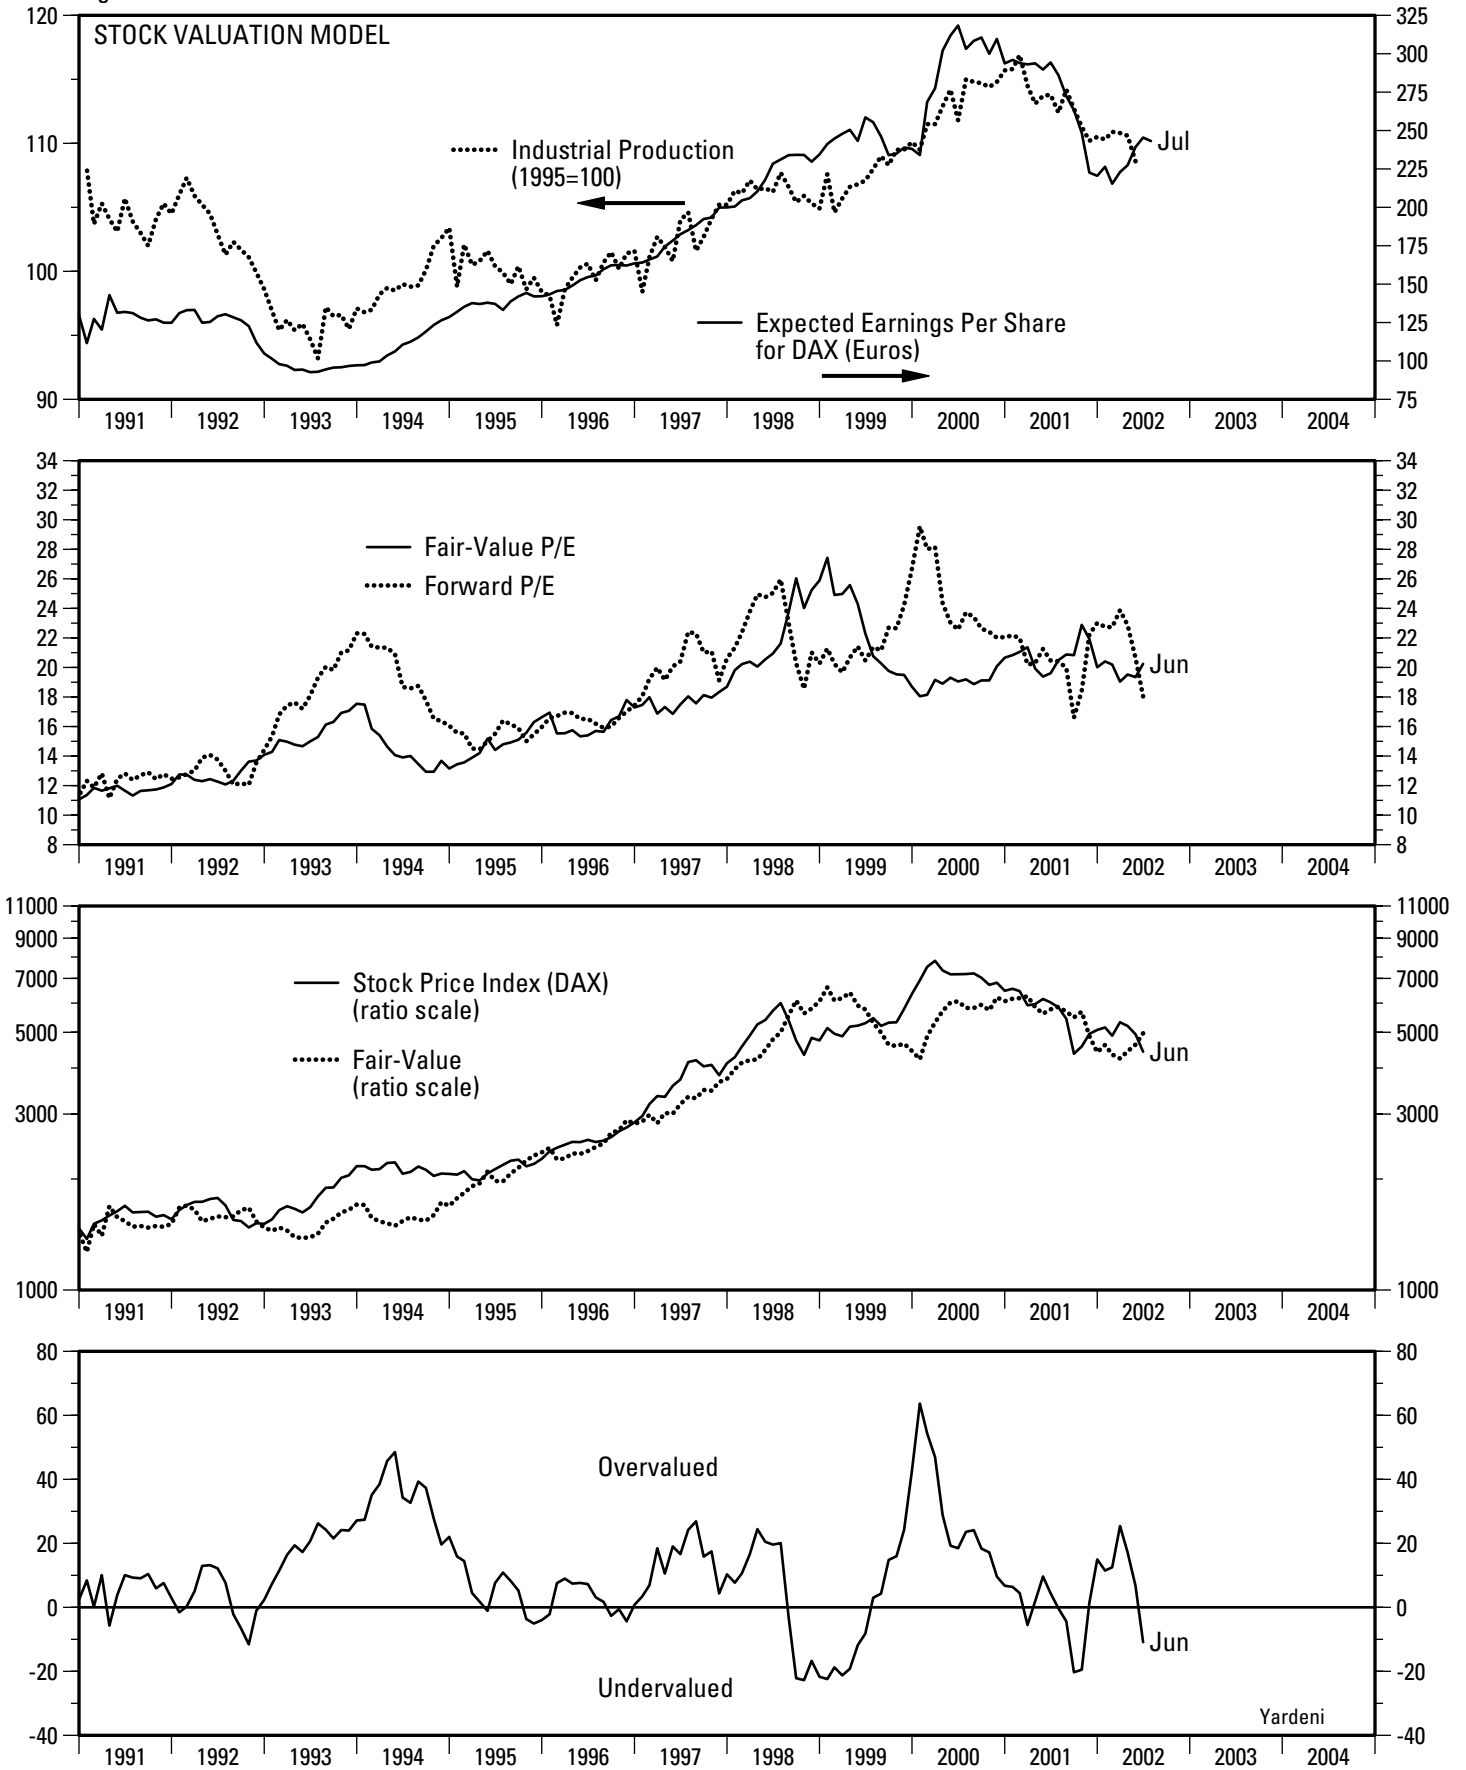 120 325
STOCK VALUATION MODEL
300
275
110 250
Industrial Production
(1995=100)
Jul
225
200
175
100 150
Expected Earnings Per Share
for DAX (Euros)
125
100
90 75
1991 1992 1993 1994 1995 1996 1997 1998 1999 2000 2001 2002 2003 2004
34 34
32 32
30 30
28 28
Fair-Value P/E
26 26
Forward P/E
24 24
22 22
20 20
Jun
18 18
16 16
14 14
12 12
10 10
8 8
1991 1992 1993 1994 1995 1996 1997 1998 1999 2000 2001 2002 2003 2004
11000 11000
9000 9000
7000 7000
Stock Price Index (DAX)
(ratio scale)
5000 5000
Fair-Value
(ratio scale)
Jun
3000 3000
1000 1000
1991 1992 1993 1994 1995 1996 1997 1998 1999 2000 2001 2002 2003 2004
80 80
60 60
Overvalued
40 40
20 20
0 0
Jun
-20 -20
Undervalued
Yardeni
-40 -40
1991 1992 1993 1994 1995 1996 1997 1998 1999 2000 2001 2002 2003 2004